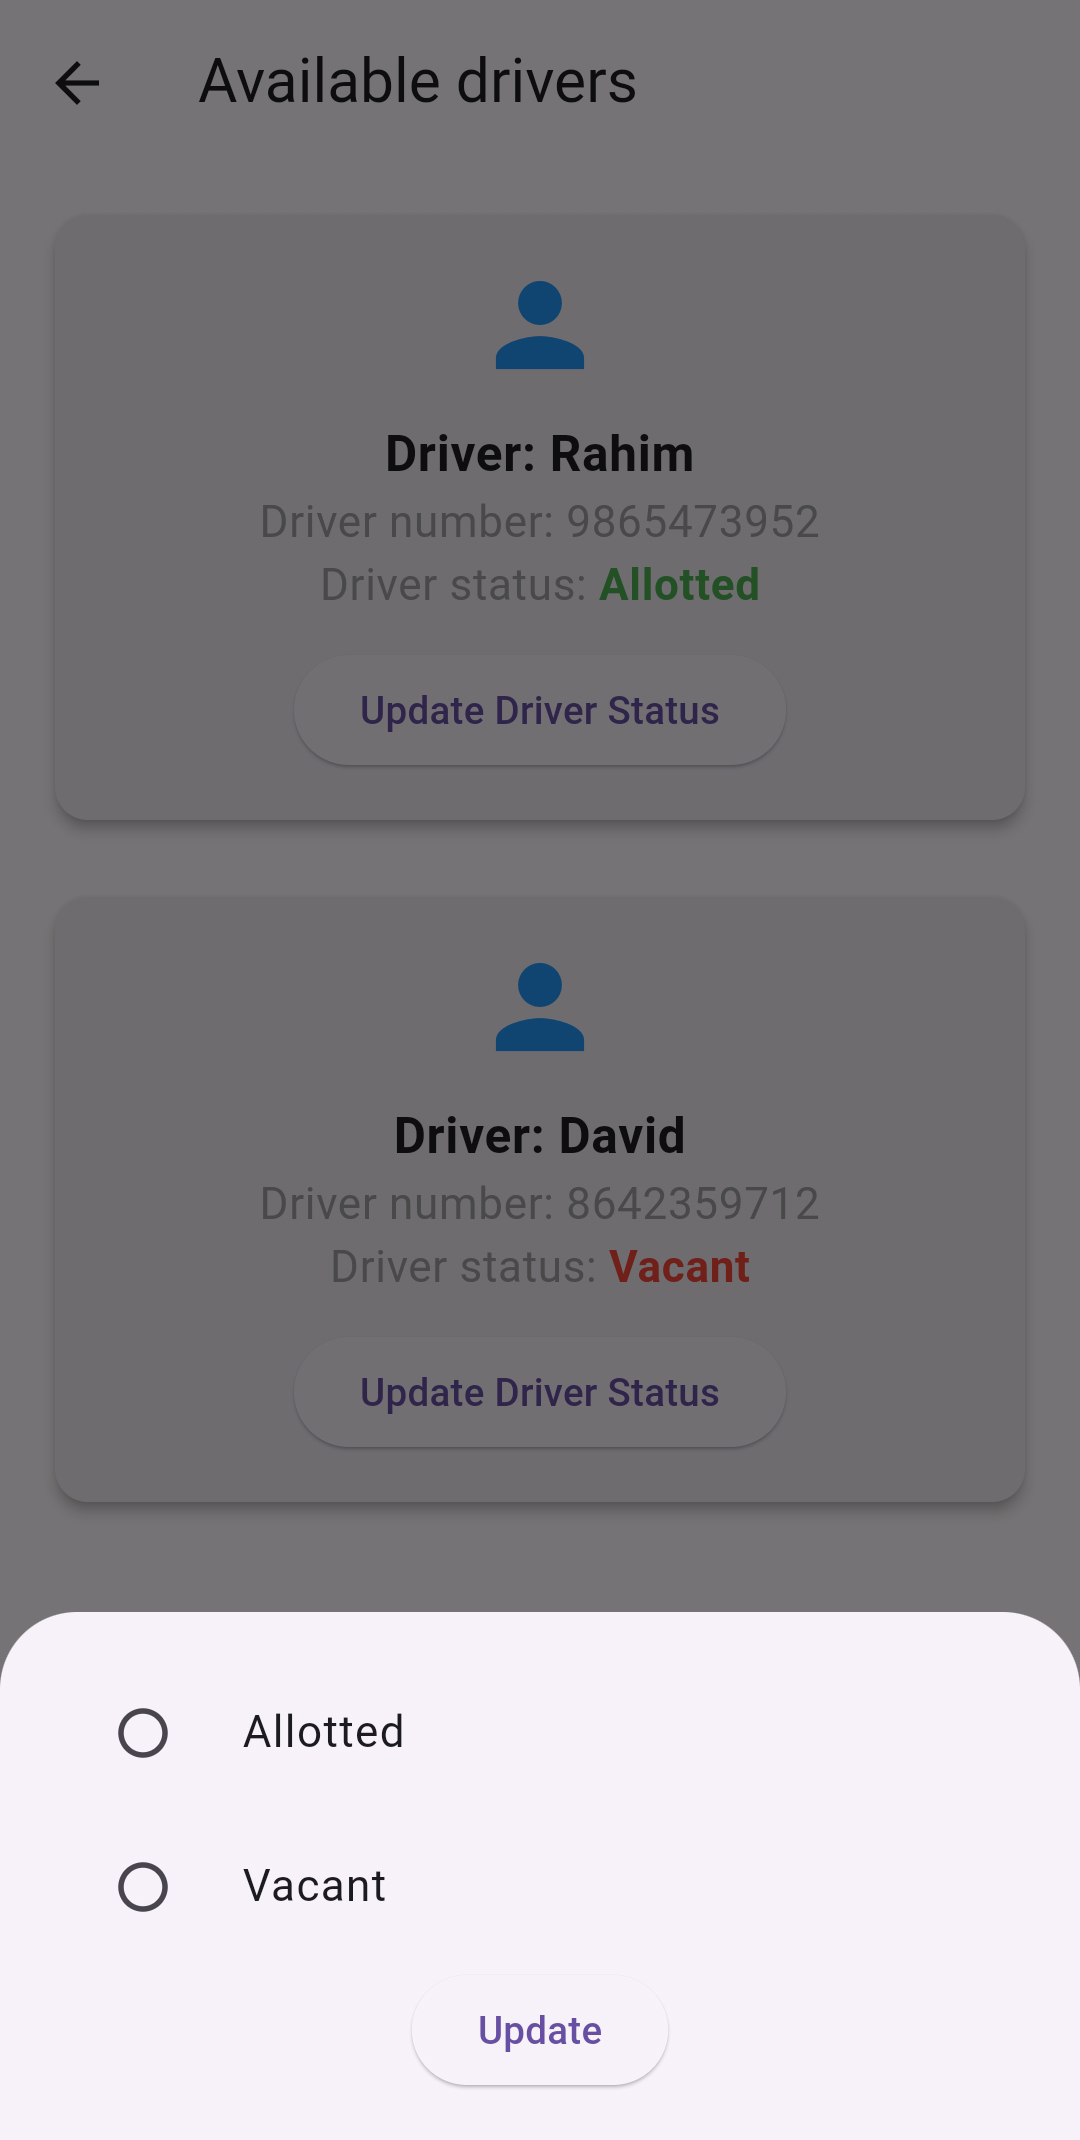 Available drivers
Driver: Rahim
Driver number: 9865473952
Driver status: Allotted
Update Driver Status
Driver: David
Driver number: 8642359712
Driver status: Vacant
Update Driver Status
Allotted
Vacant
Update